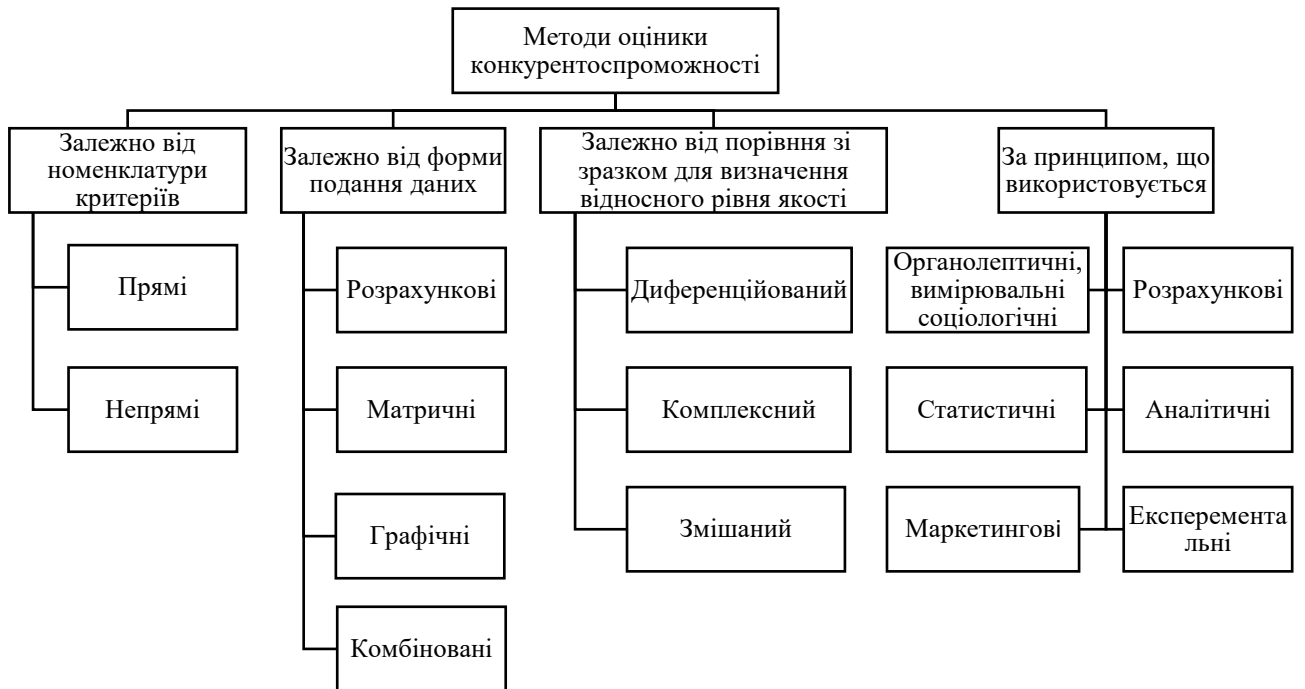 Методи оціники
конкурентоспроможності
Залежно від
номенклатури
критеріїв
Залежно від форми
подання даних
Залежно від порівння зі
зразком для визначення
відносного рівня якості
За принципом, що
використовується
Прямі
Непрямі
Розрахункові
Матричні
Графічні
Комбіновані
Диференційований
Комплексний
Змішаний
Органолептичні,
вимірювальні
соціологічні
Розрахункові
Статистичні
Аналітичні
Маркетингові
Експеремента
льні